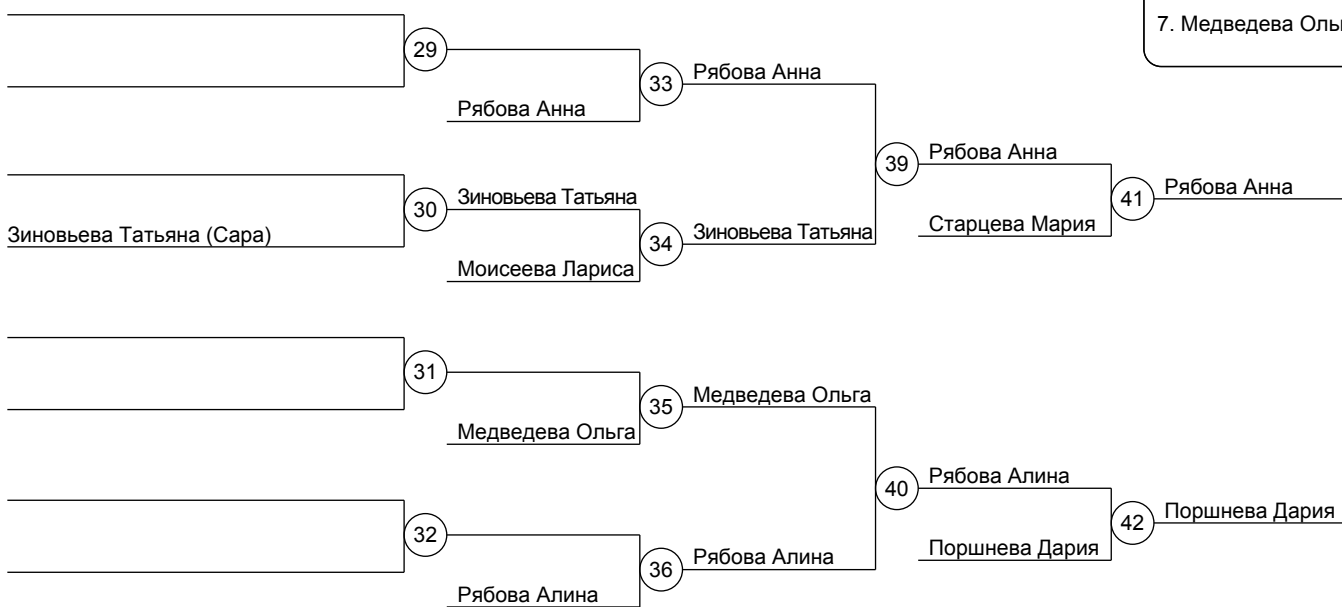 7. Медведева
29
Рябова Анна
33
Рябова Анна
Зиновьева Татьяна (Сара)
30
Зиновьева Татьяна
Моисеева Лариса
34
Зиновьева Татьяна
39
Рябова Анна
Старцева Мария
41
Рябова Анна
31
Медведева Ольга
35
Медведева Ольга
32
Рябова Алина
36
Рябова Алина
40
Рябова Алина
Поршнева Дария
42
Поршнева Дария